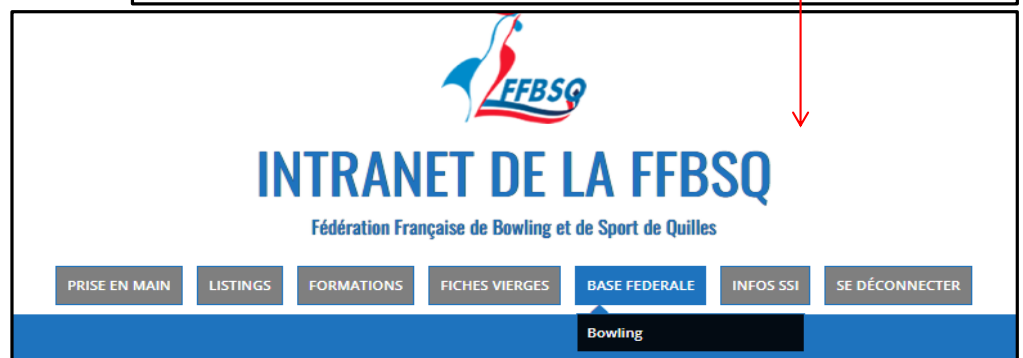 FFBSQ
INTRANET DE LA FFBSQ
Fédération Française de Bowling et de Sport de Quilles
PRISE EN MAIN LISTINGS FORMATIONS FICHES VIERGES BASE FEDERALE INFOS SSI SE DÉCONNECTER
Bowling